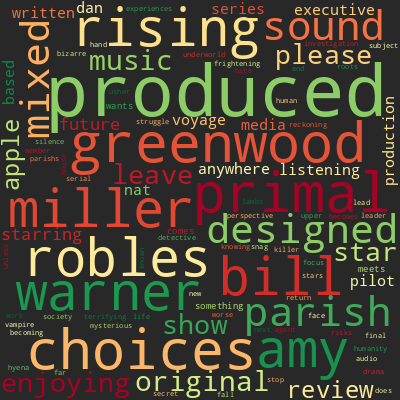 written dan series executive
rising sound
mixed music please
bizarre hand underworld frightening subject
based wants human
produced
struggle reckoning
future voyage media production
silence
greenwood
apple parishs
serial nat leave anywhere listening
primal lead
miller
perspective upper becomes leader
designed
starring comes knowing snag killer
detective focus star
robles bill stars meets
return pilot
warner new something face
society terrifying life worse parish final
vampire mysterious humanity
becoming show audio
choices amy
hyena far drama
stop
enjoying original review
secret fall does